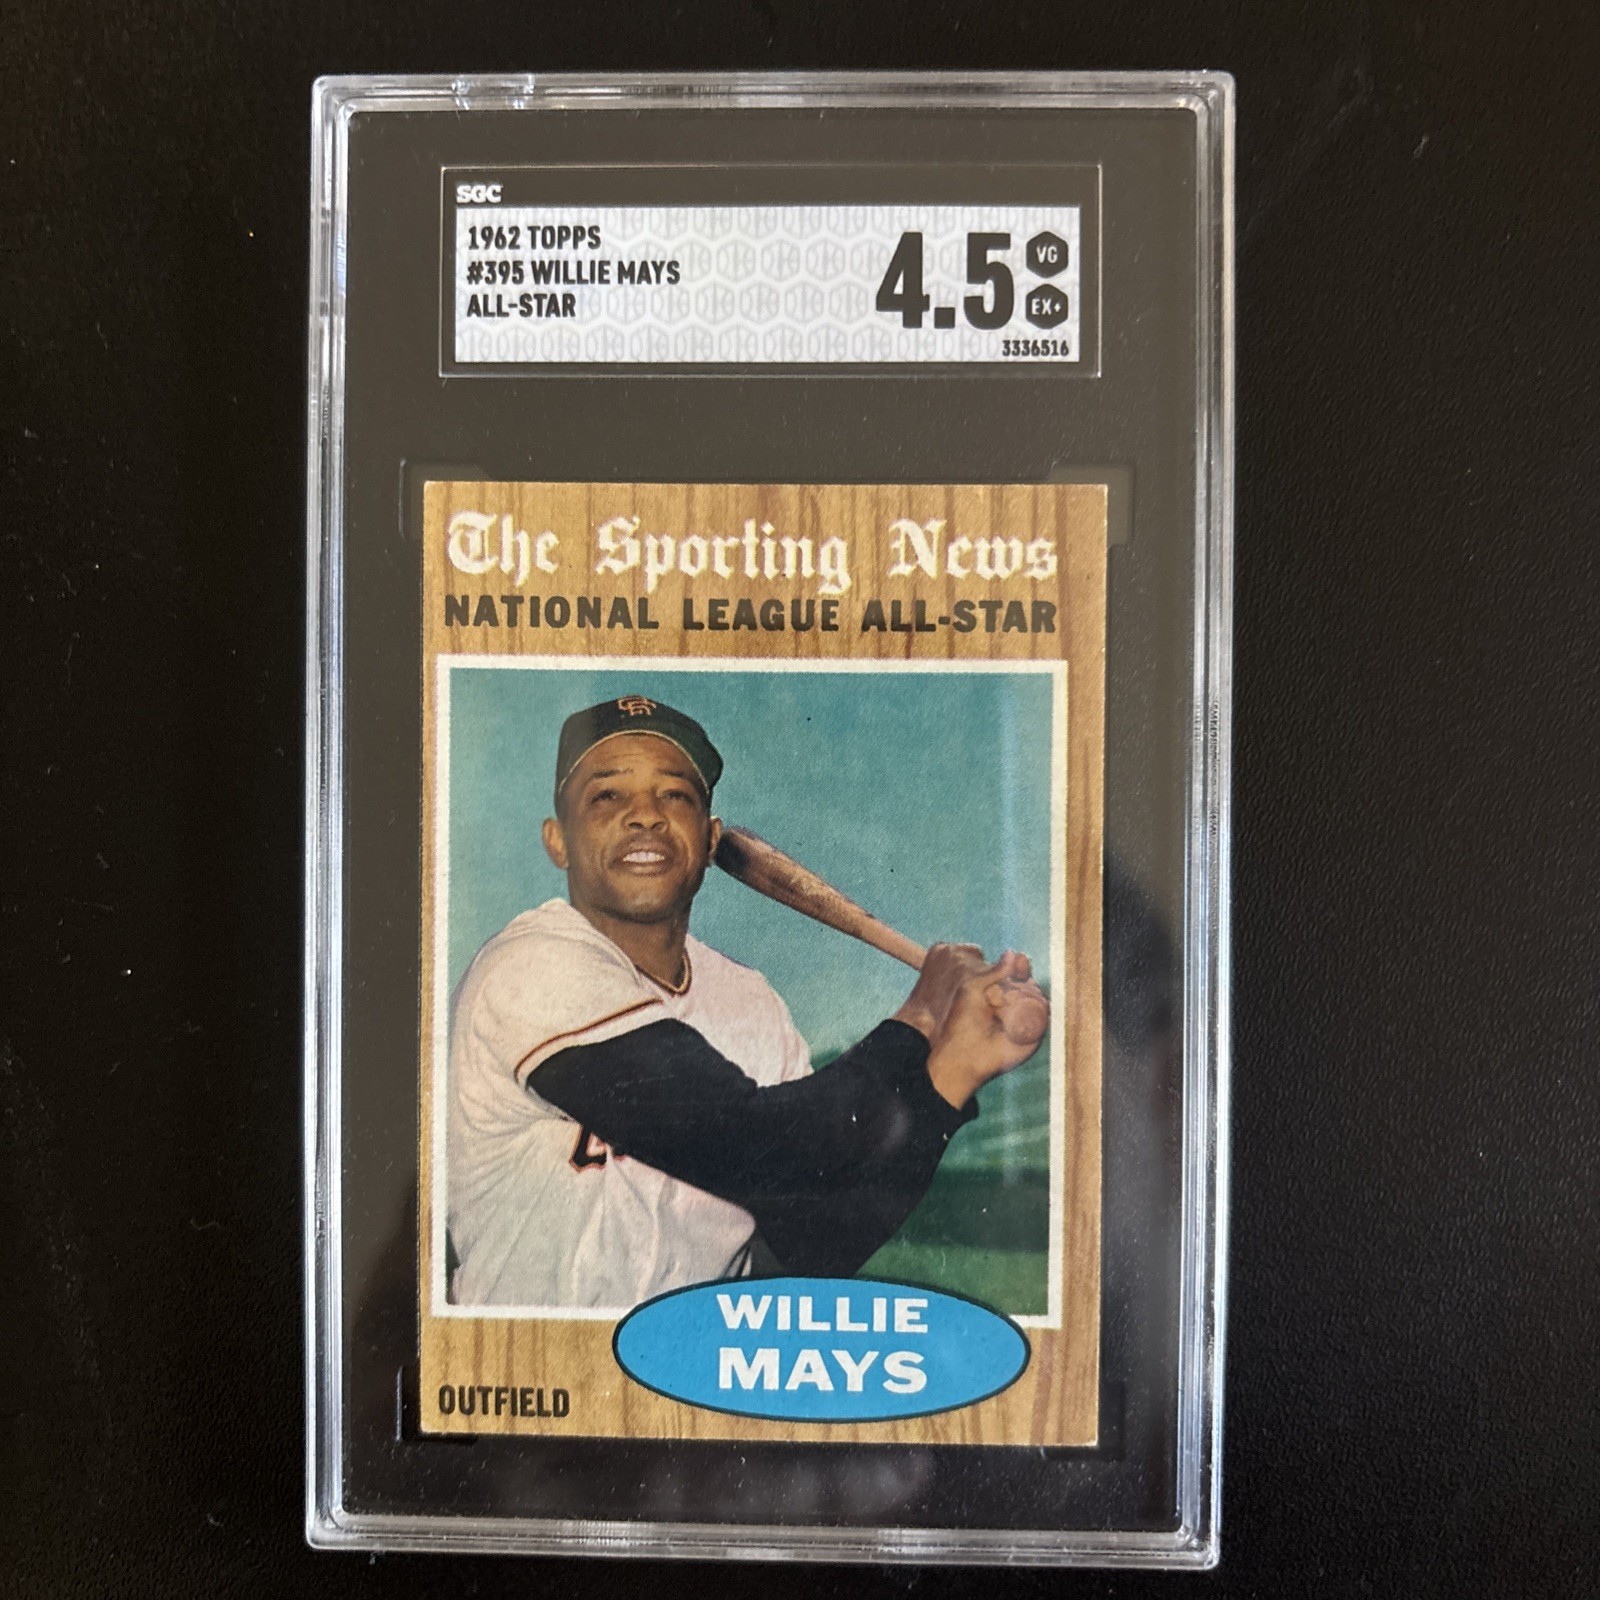 SGC
1962 TOPPS
#395 WILLIE MAYS
ALL-STAR
4.5
VG
EX+
3336516
The Sporting News
NATIONAL LEAGUE ALL-STAR
SF
WILLIE
MAYS
OUTFIELD